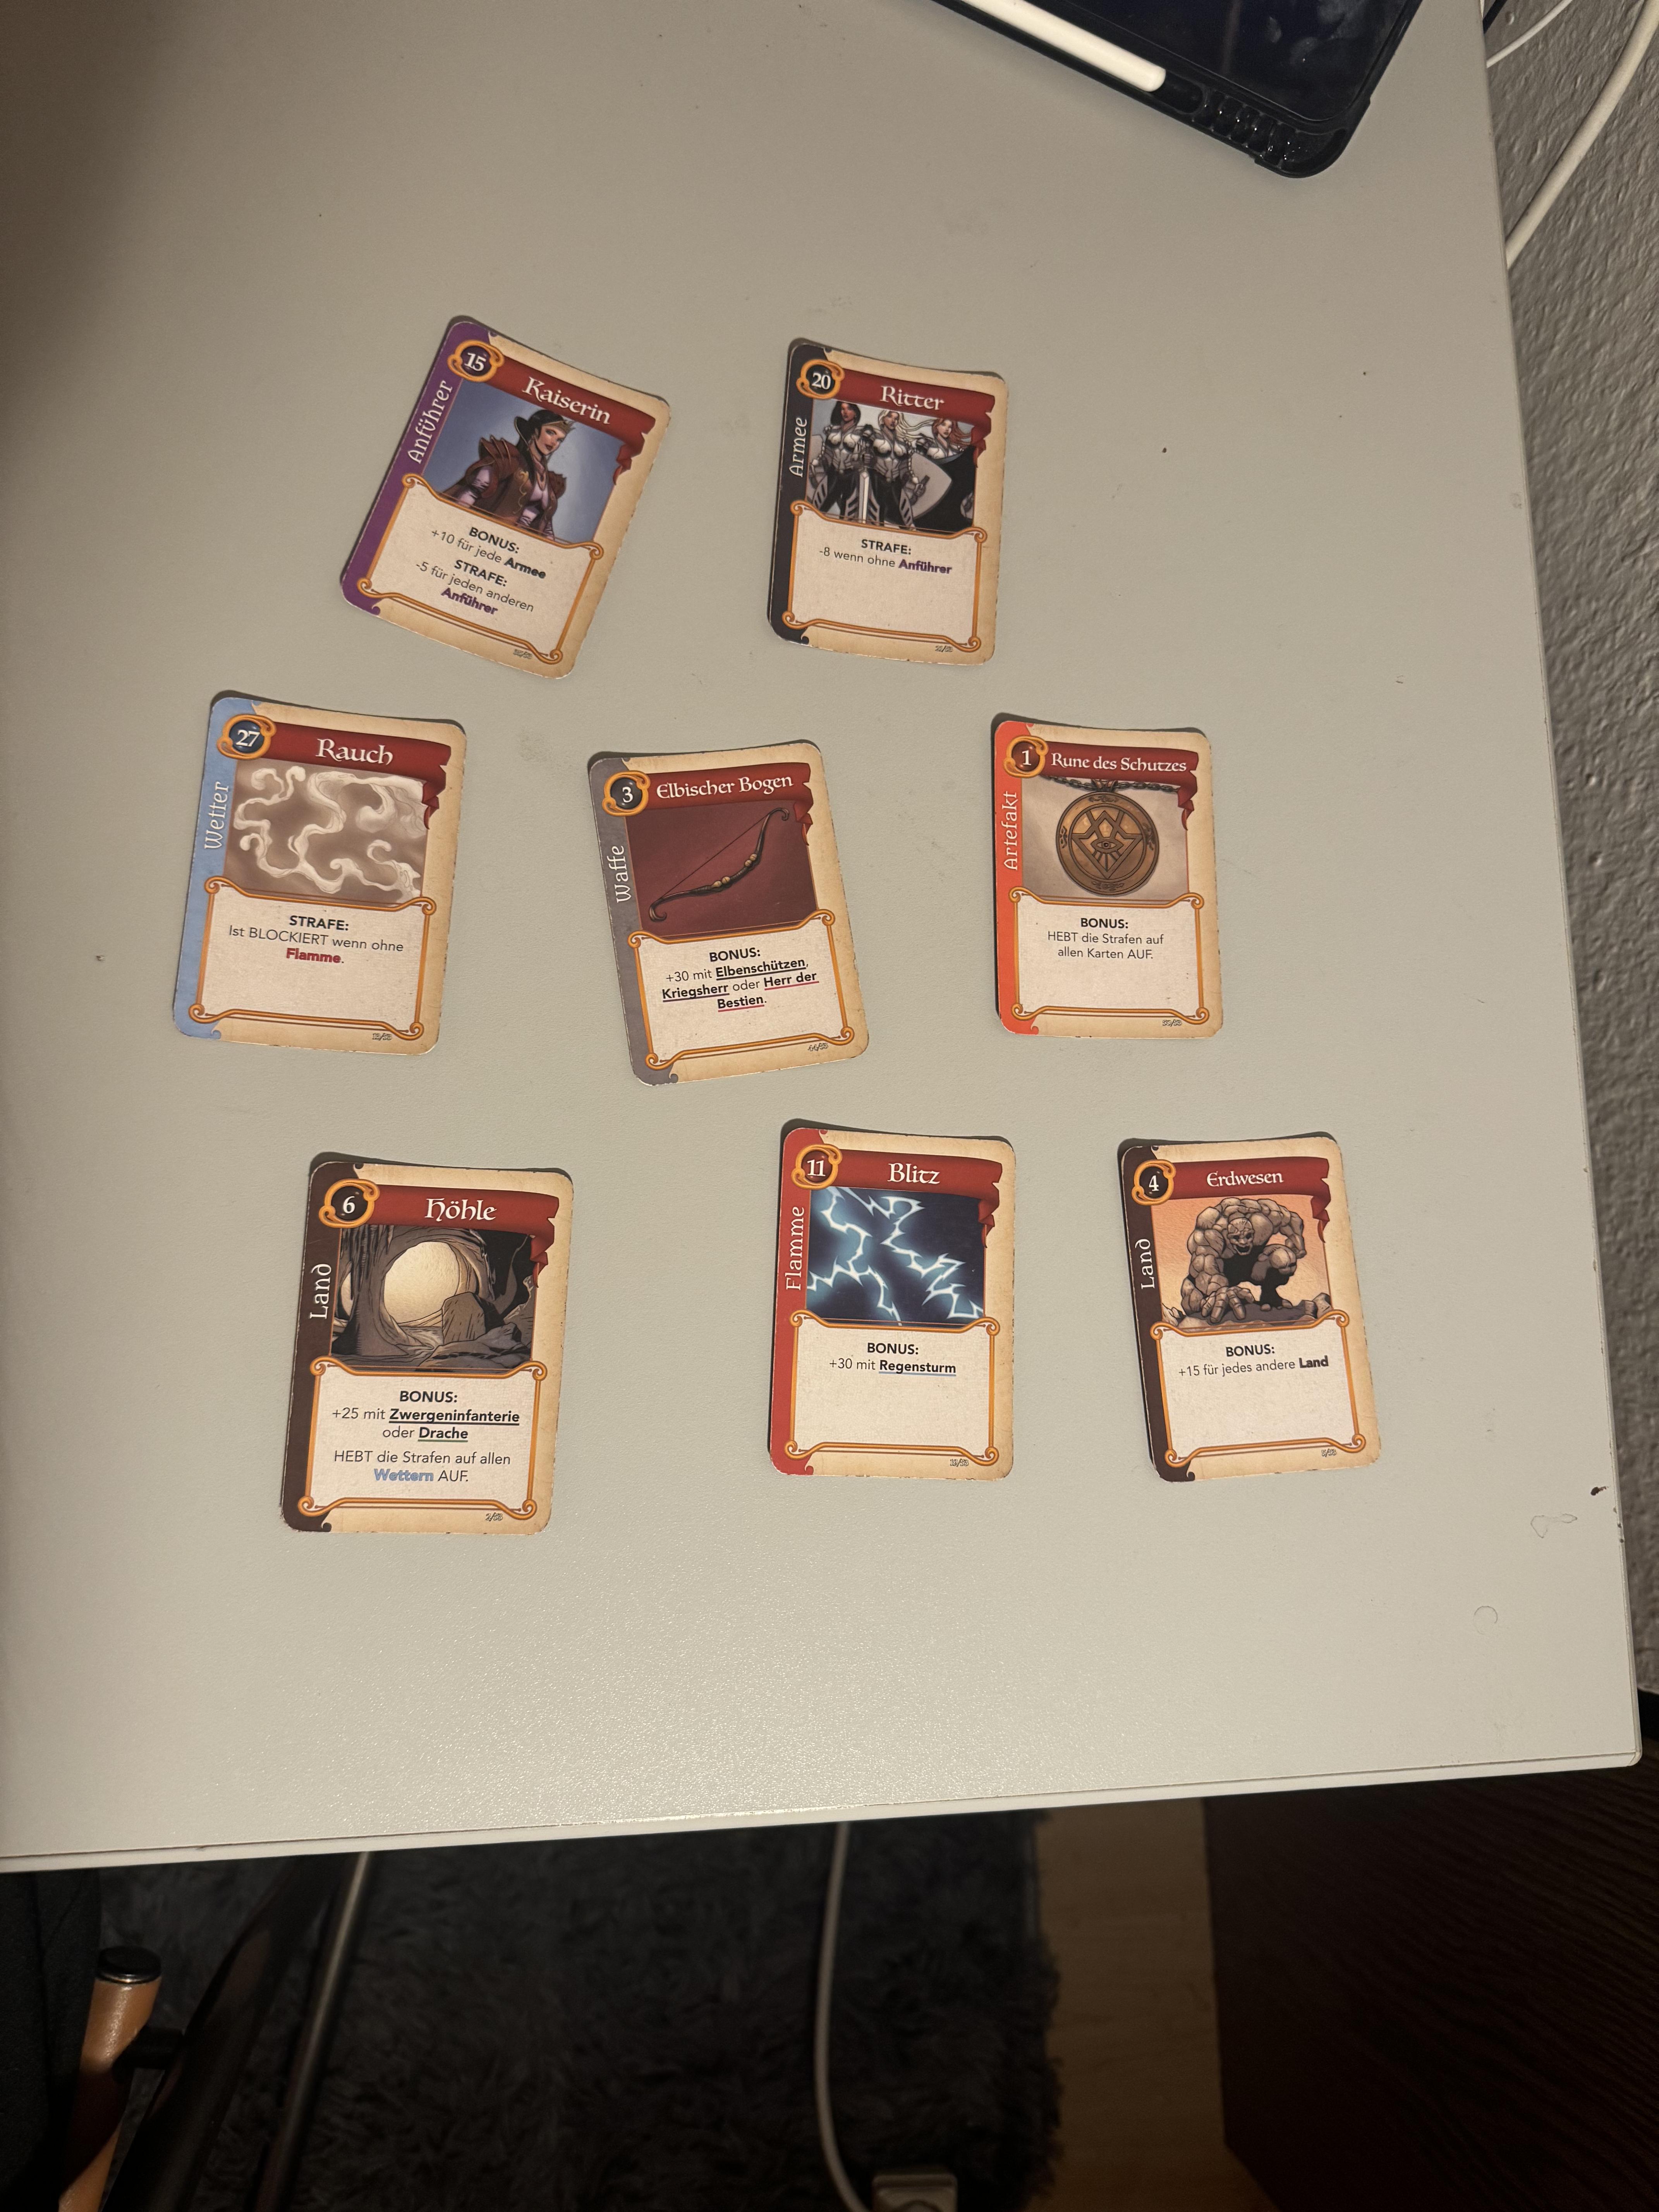 15
Kaiserin
Anführer
BONUS:
+10 für jede Armee
STRAFE:
-5 für jeden anderen
Anführer
20
Ritter
Armee
STRAFE:
-8 wenn ohne Anführer
27
Rauch
Wetter
STRAFE:
Ist BLOCKIERT wenn ohne
Flamme.
3
Elbischer Bogen
Waffe
BONUS:
+30 mit Elbenschützen,
Kriegsherr oder Herr der
Bestien.
1
Rune des Schutzes
Artefakt
BONUS:
HEBT die Strafen auf
allen Karten AUF.
6
Höhle
Land
BONUS:
+25 mit Zwergeninfanterie
oder Drache
HEBT die Strafen auf allen
Wettern AUF.
2/53
11
Blitz
Flamme
BONUS:
+30 mit Regensturm
4
Erdwesen
Land
BONUS:
+15 für jedes andere Land